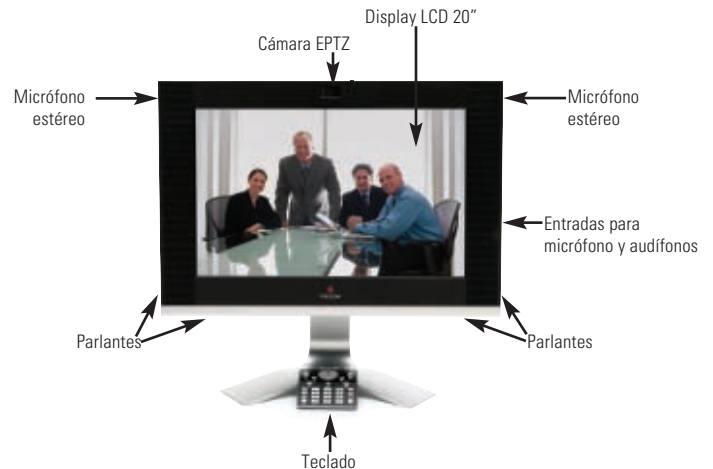 Display LCD 20"
Cámara EPTZ
Micrófono
estéreo
Micrófono
estéreo
Entradas para
micrófono y audífonos
Parlantes
Parlantes
Teclado